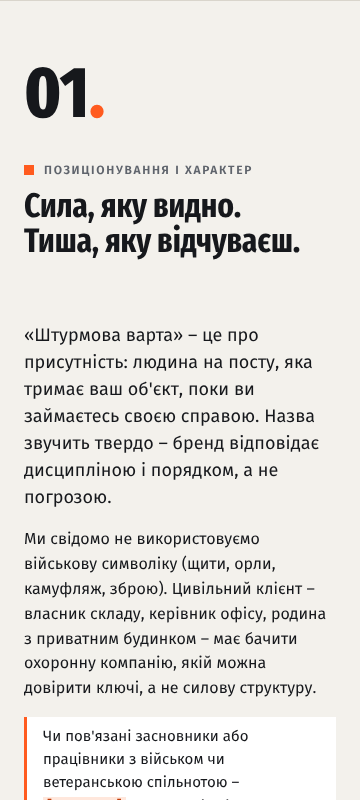 01.
ПОЗИЦІОНУВАННЯ І ХАРАКТЕР
Сила, яку видно.
Тиша, яку відчуваєш.
«Штурмова варта» – це про
присутність: людина на посту, яка
тримає ваш об'єкт, поки ви
займаєтесь своєю справою. Назва
звучить твердо – бренд відповідає
дисципліною і порядком, а не
погрозою.
Ми свідомо не використовуємо
військову символіку (щити, орли,
камуфляж, зброю). Цивільний клієнт –
власник складу, керівник офісу, родина
з приватним будинком – має бачити
охоронну компанію, якій можна
довірити ключі, а не силову структуру.
Чи пов'язані засновники або
працівники з військом чи
ветеранською спільнотою –